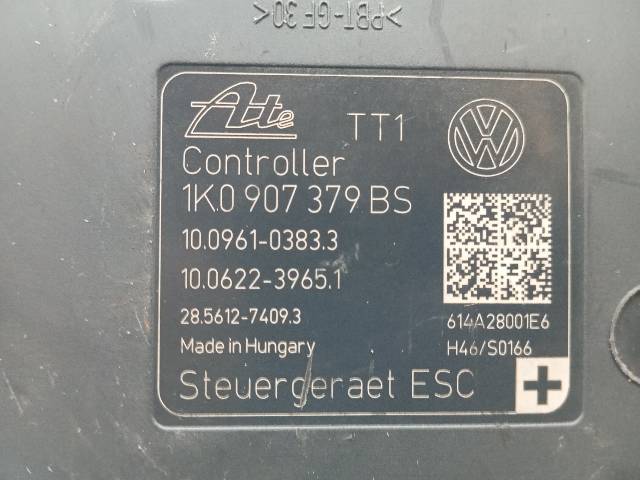 >PBT-GF30<
Ate TT1
Controller
1K0 907 379 BS
10.0961-0383.3
10.0622-3965.1
28.5612-7409.3 614A28001E6
Made in Hungary H46/S0166
Steuergeraet ESC